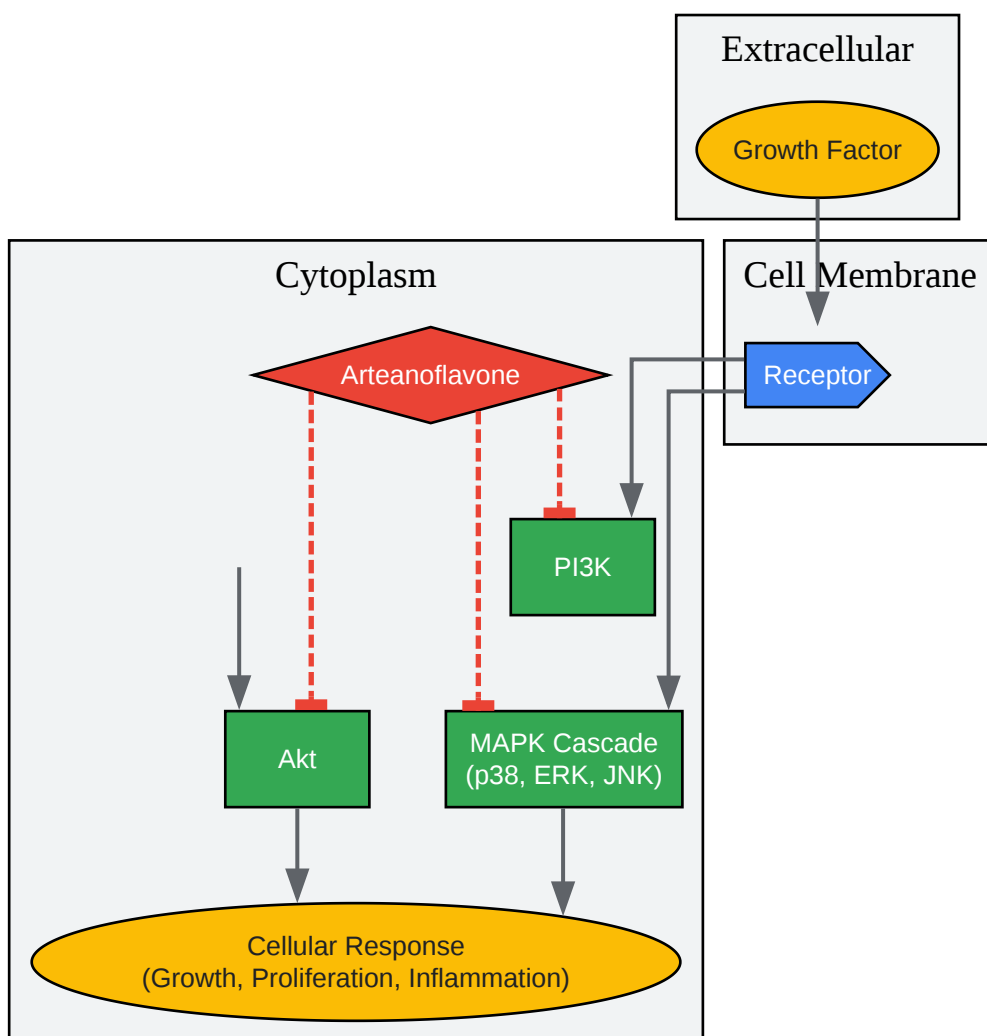 Extracellular
Growth Factor
Cytoplasm
Cell Membrane
Arteanoflavone
Receptor
PI3K
Akt
MAPK Cascade
(p38, ERK, JNK)
Cellular Response
(Growth, Proliferation, Inflammation)